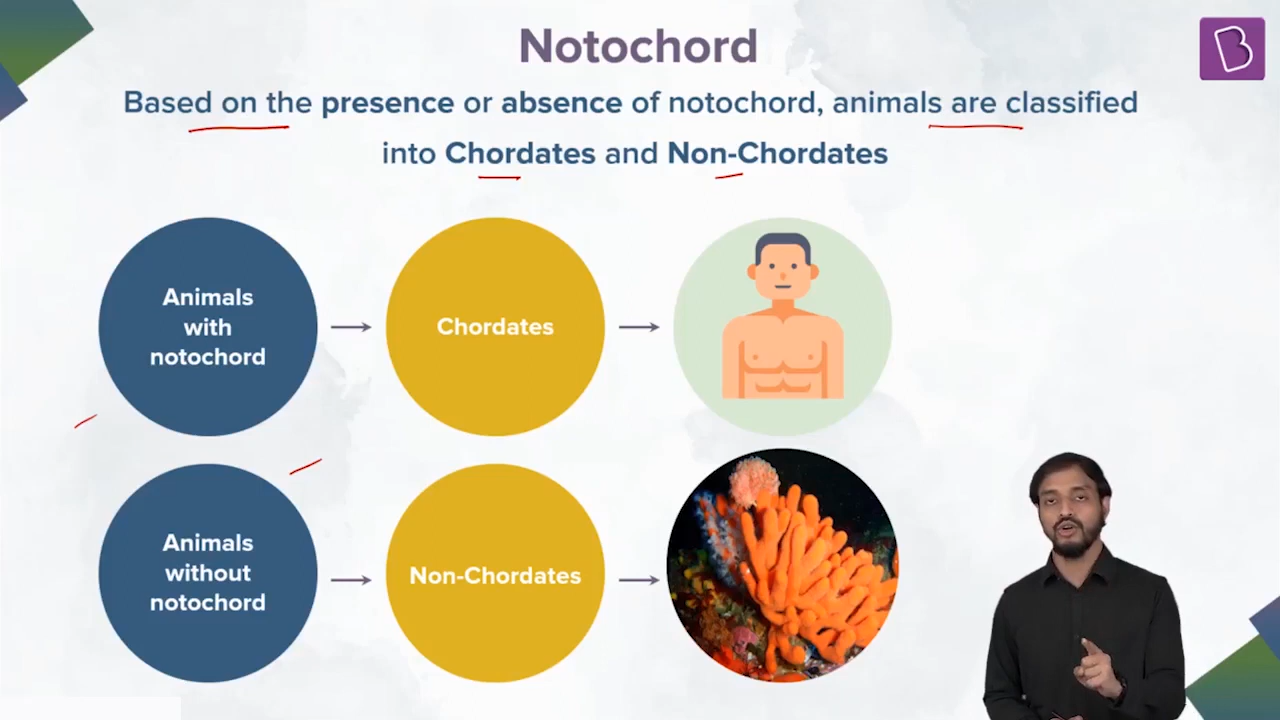 Notochord
Based on the presence or absence of notochord, animals are classified
into Chordates and Non-Chordates
Animals
with
notochord
Chordates
Animals
without
notochord
Non-Chordates
B